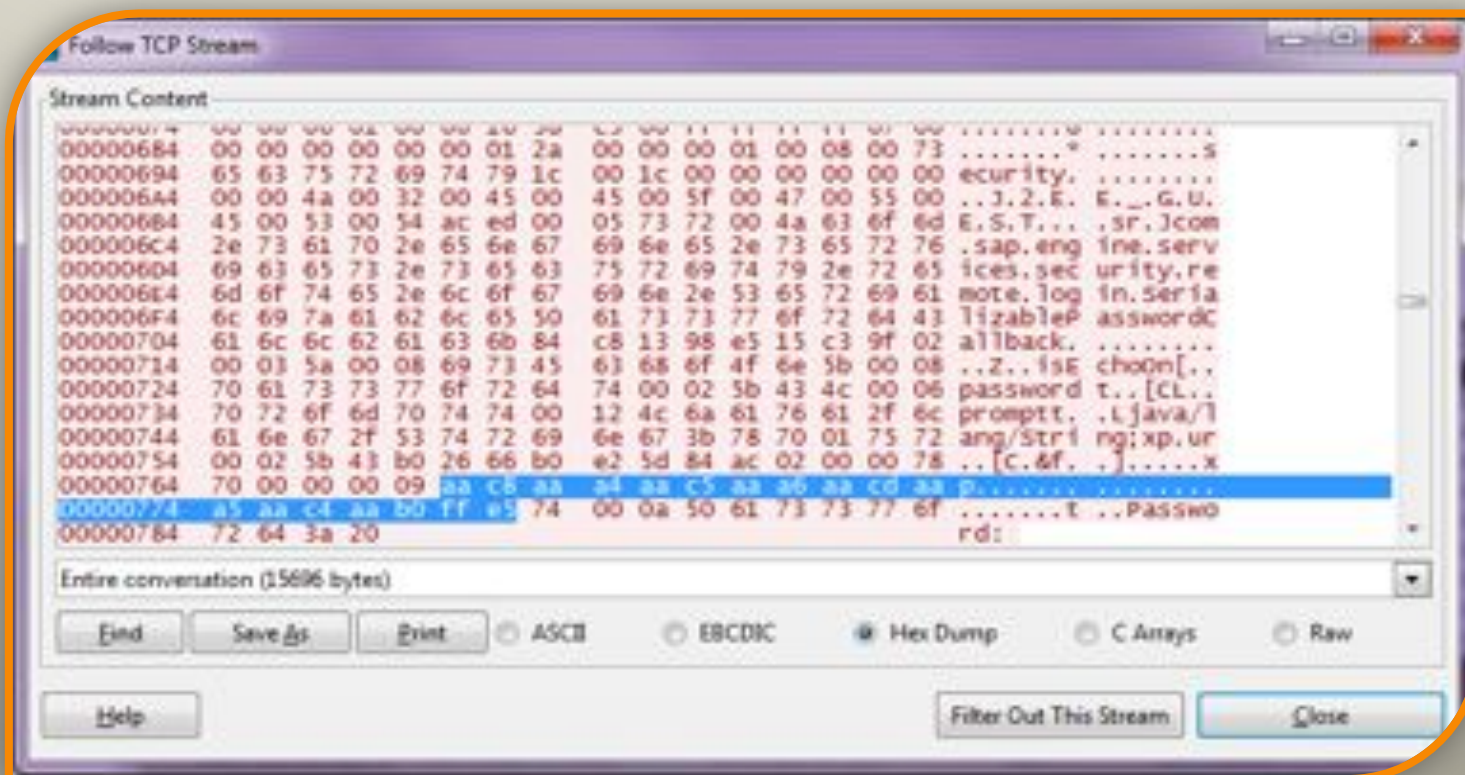 Follow TCP Stream
Stream Content
00000684 00 00 00 00 00 00 01 2a 00 00 00 01 00 08 00 73 .......* .......s
00000694 65 63 75 72 69 74 79 1c 00 1c 00 00 00 00 00 00 ecurity. ........
000006A4 00 00 4a 00 32 00 45 00 45 00 5f 00 47 00 55 00 ..J.2.E. E._.G.U.
000006B4 45 00 53 00 54 ac ed 00 05 73 72 00 4a 63 6f 6d E.S.T... .sr.Jcom
000006C4 2e 73 61 70 2e 65 6e 67 69 6e 65 2e 73 65 72 76 .sap.eng ine.serv
000006D4 69 63 65 73 2e 73 65 63 75 72 69 74 79 2e 72 65 ices.sec urity.re
000006E4 6d 6f 74 65 2e 6c 6f 67 69 6e 2e 53 65 72 69 61 mote.log in.Seria
000006F4 6c 69 7a 61 62 6c 65 50 61 73 73 77 6f 72 64 43 lizableP asswordC
00000704 61 6c 6c 62 61 63 6b 84 c8 13 98 e5 15 c3 9f 02 allback. ........
00000714 00 03 5a 00 08 69 73 45 63 68 6f 4f 6e 5b 00 08 ..Z..isE choOn[..
00000724 70 61 73 73 77 6f 72 64 74 00 02 5b 43 4c 00 06 password t..[CL..
00000734 70 72 6f 6d 70 74 74 00 12 4c 6a 61 76 61 2f 6c promptt. .Ljava/l
00000744 61 6e 67 2f 53 74 72 69 6e 67 3b 78 70 01 75 72 ang/Stri ng;xp.ur
00000754 00 02 5b 43 b0 26 66 b0 e2 5d 84 ac 02 00 00 78 ..[C.&f. .].....x
00000764 70 00 00 00 09 aa c8 aa a4 aa c5 aa a6 aa cd aa p....... ........
00000774 a5 aa c4 aa b0 ff e5 74 00 0a 50 61 73 73 77 6f .......t ..Passwo
00000784 72 64 3a 20 rd:
Entire conversation (15696 bytes)
Find Save As Print ASCII EBCDIC Hex Dump C Arrays Raw
Help Filter Out This Stream Close